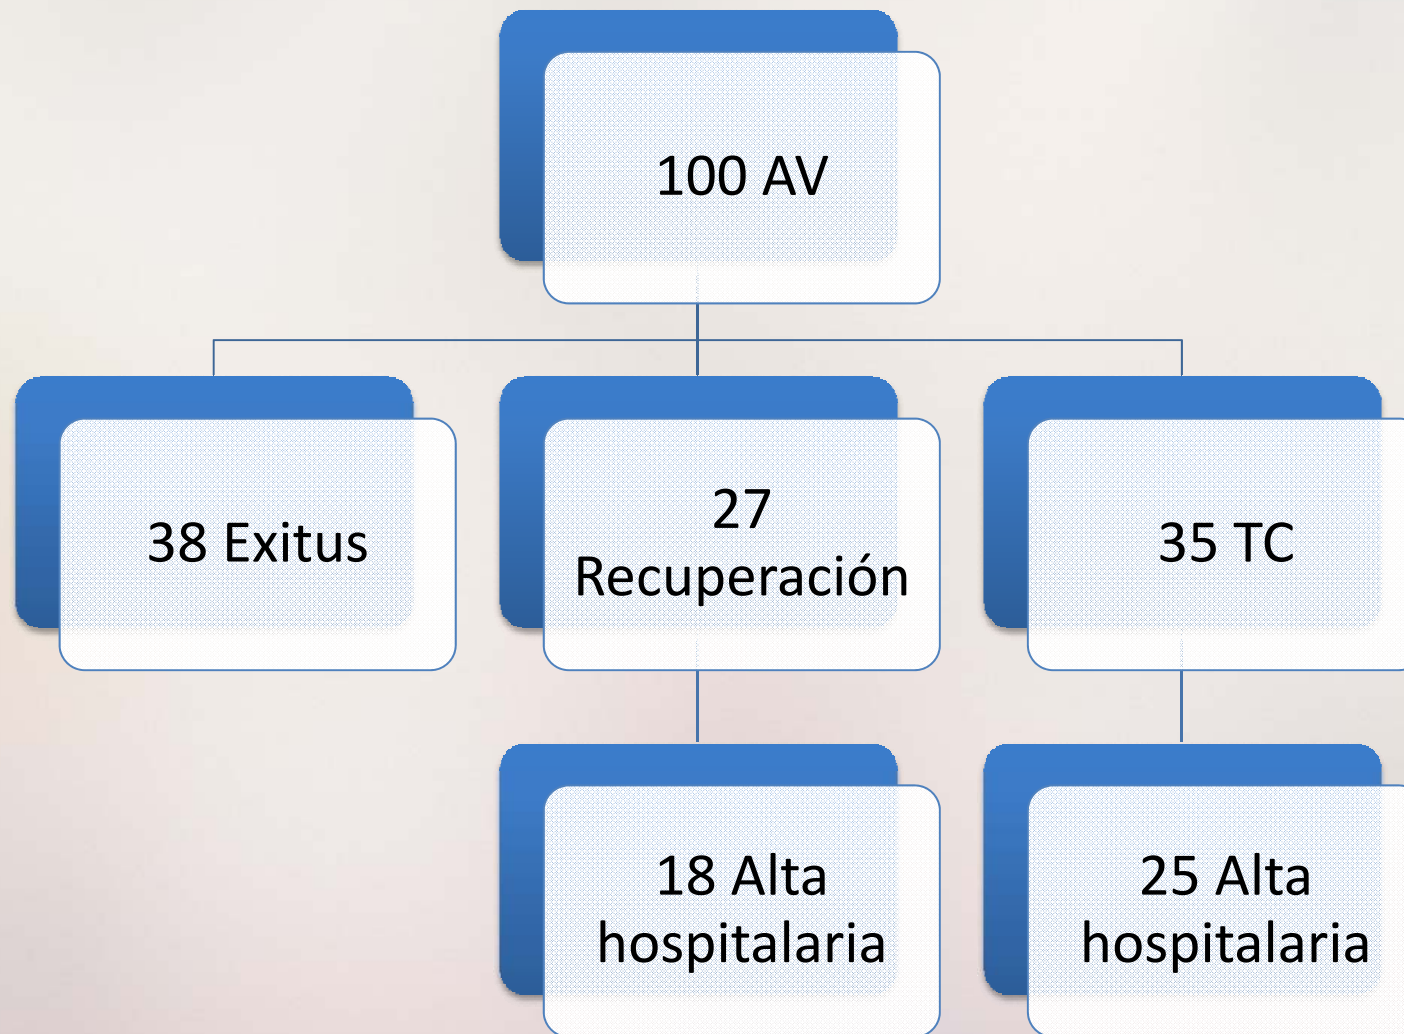 100 AV
38 Exitus
27
Recuperación
35 TC
18 Alta
hospitalaria
25 Alta
hospitalaria